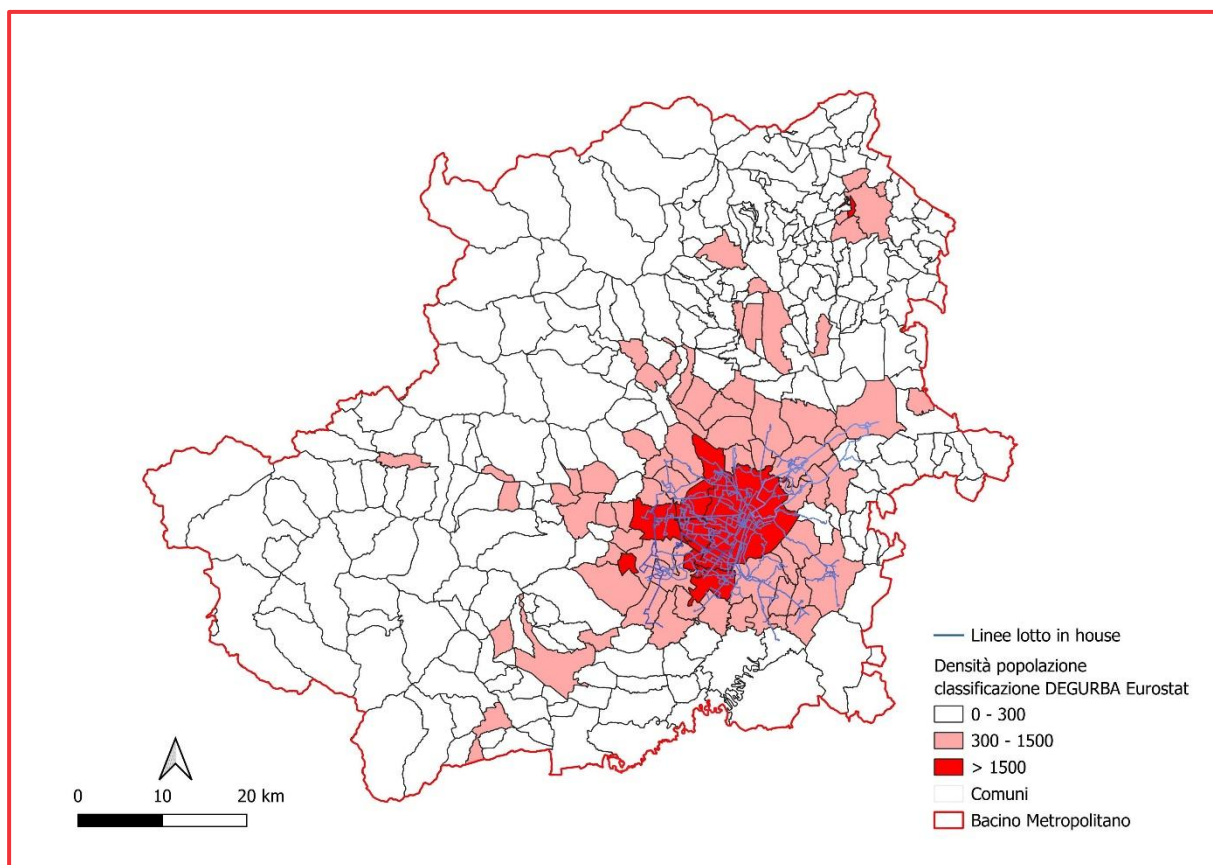 Linee lotto in house
Densità popolazione
classificazione DEGURBA Eurostat
0 - 300
300 - 1500
> 1500
Comuni
Bacino Metropolitano
0 10 20 km